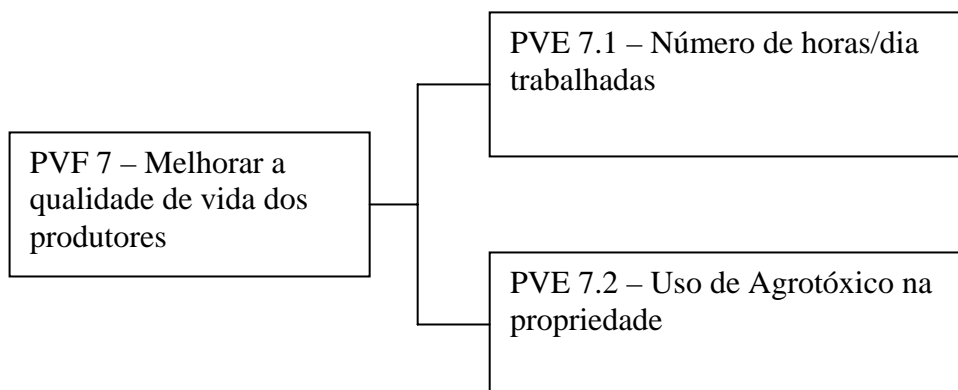 PVE 7.1 – Número de horas/dia
trabalhadas
PVF 7 – Melhorar a
qualidade de vida dos
produtores
PVE 7.2 – Uso de Agrotóxico na
propriedade